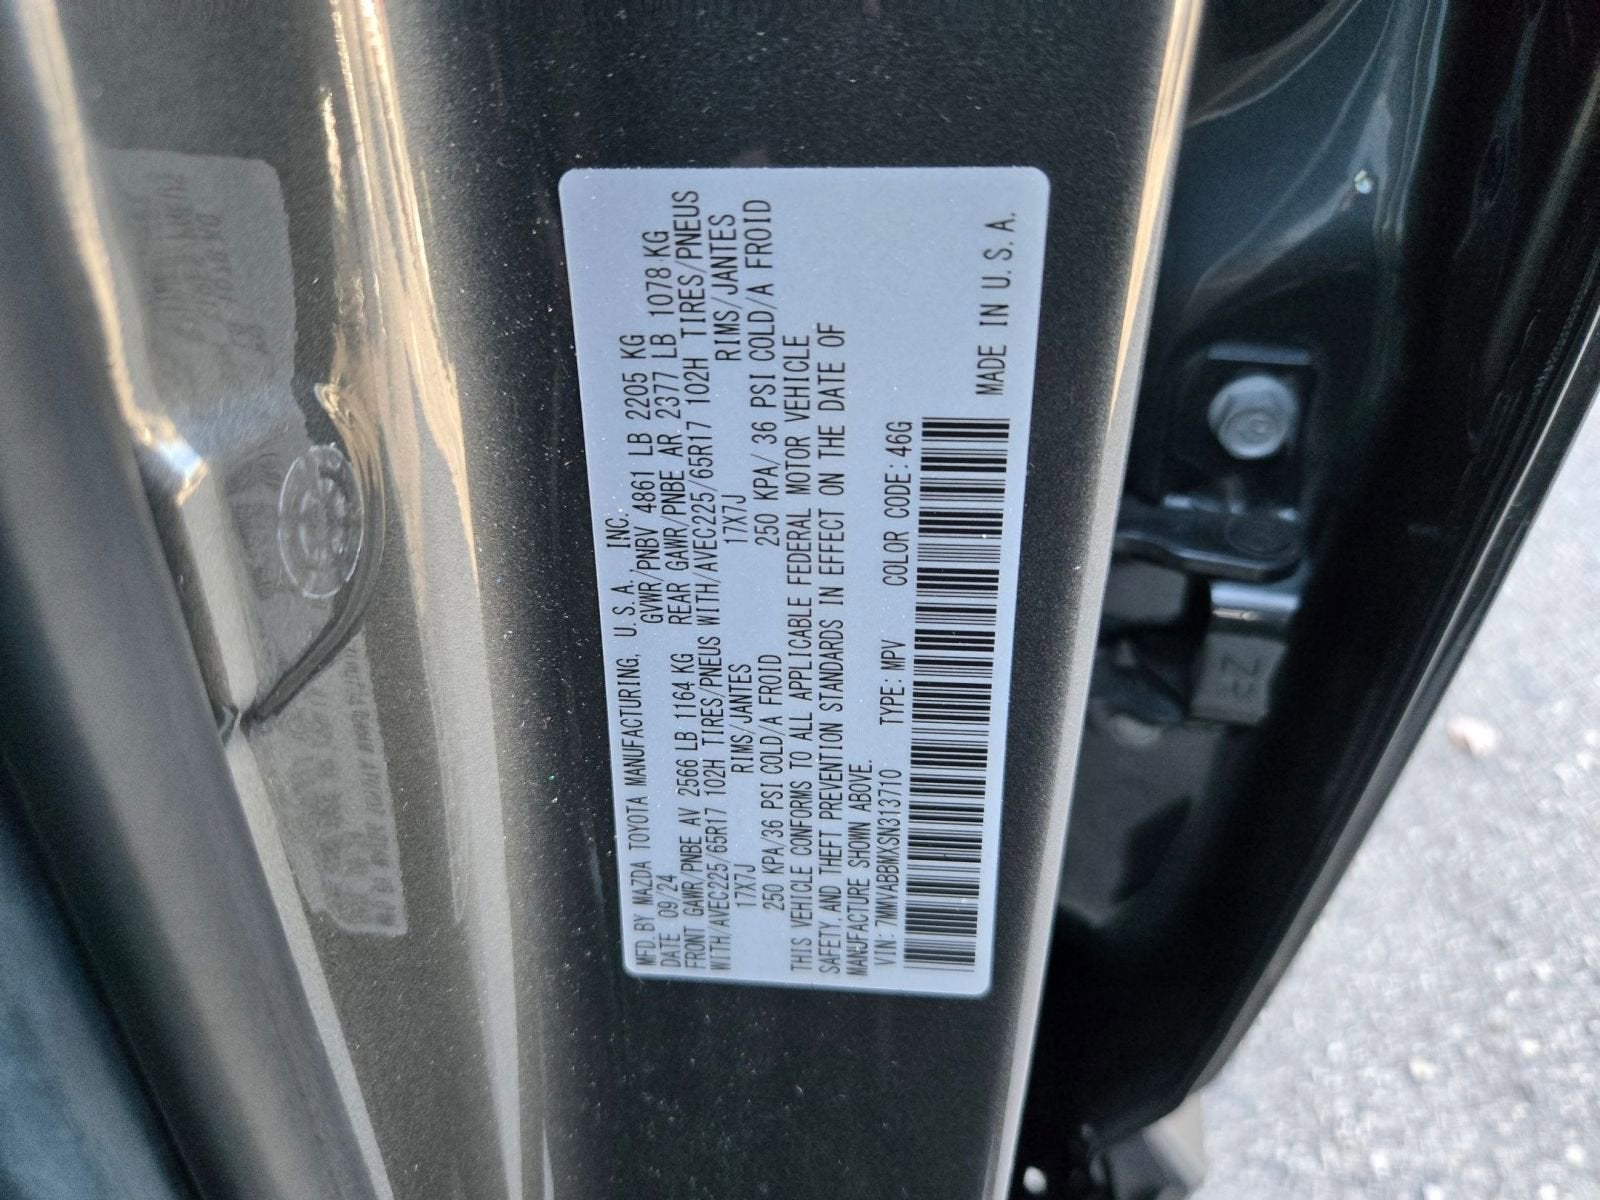 MFD.BY MAZDA TOYOTA MANUFACTURING, U.S.A. INC.
DATE 09/24 GVWR/PNBV 4861 LB 2205 KG
FRONT GAWR/PNBE AV 2566 LB 1164 KG REAR GAWR/PNBE AR 2377 LB 1078 KG
WITH/AVEC225/65R17 102H TIRES/PNEUS WITH/AVEC225/65R17 102H TIRES/PNEUS
17X7J RIMS/JANTES 17X7J RIMS/JANTES
250 KPA/36 PSI COLD/A FROID 250 KPA/36 PSI COLD/A FROID
THIS VEHICLE CONFORMS TO ALL APPLICABLE FEDERAL MOTOR VEHICLE
SAFETY, AND THEFT PREVENTION STANDARDS IN EFFECT ON THE DATE OF
MANUFACTURE SHOWN ABOVE.
VIN:7MMVABBMXSN313710 TYPE:MPV COLOR CODE:46G
MADE IN U.S.A.